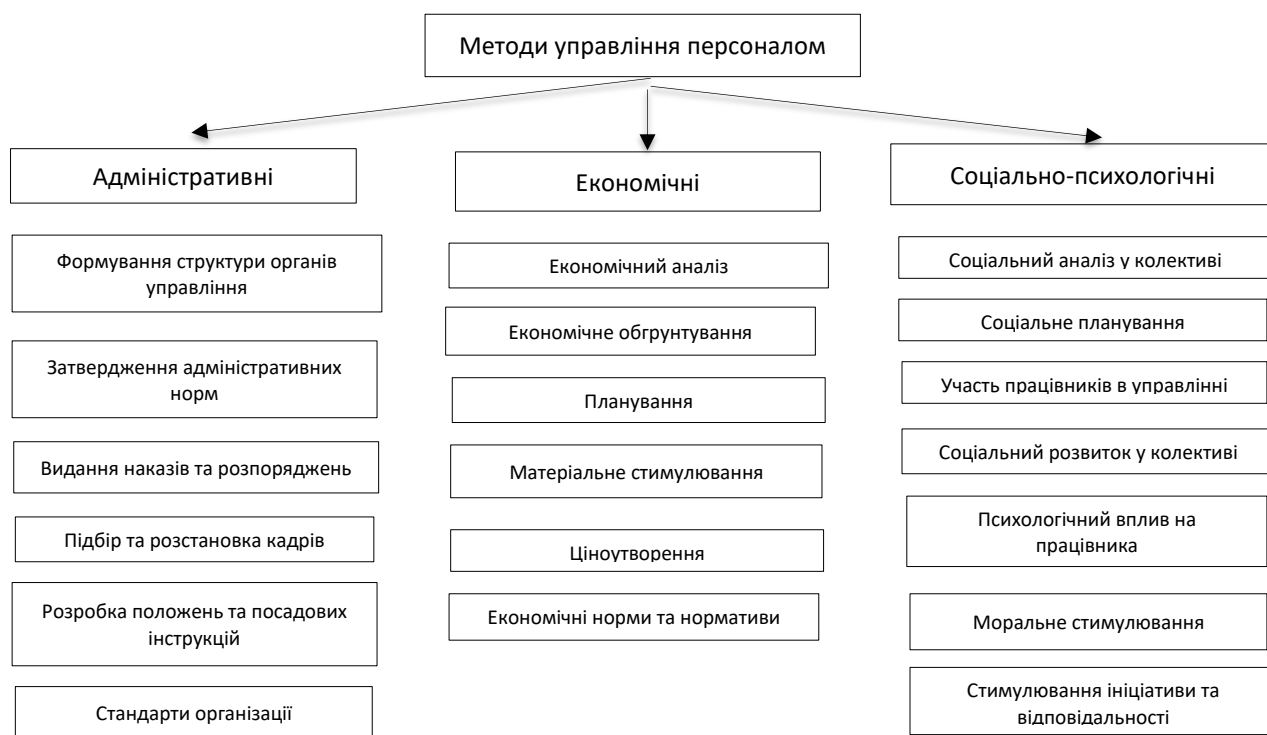 Методи управління персоналом
Адміністративні
Формування структури органів
управління
Затвердження адміністративних
норм
Видання наказів та розпоряджень
Підбір та розстановка кадрів
Розробка положень та посадових
інструкцій
Стандарти організації
Економічні
Економічний аналіз
Економічне обгрунтування
Планування
Матеріальне стимулювання
Ціноутворення
Економічні норми та нормативи
Соціально-психологічні
Соціальний аналіз у колективі
Соціальне планування
Участь працівників в управлінні
Соціальний розвиток у колективі
Психологічний вплив на
працівника
Моральне стимулювання
Стимулювання ініціативи та
відповідальності